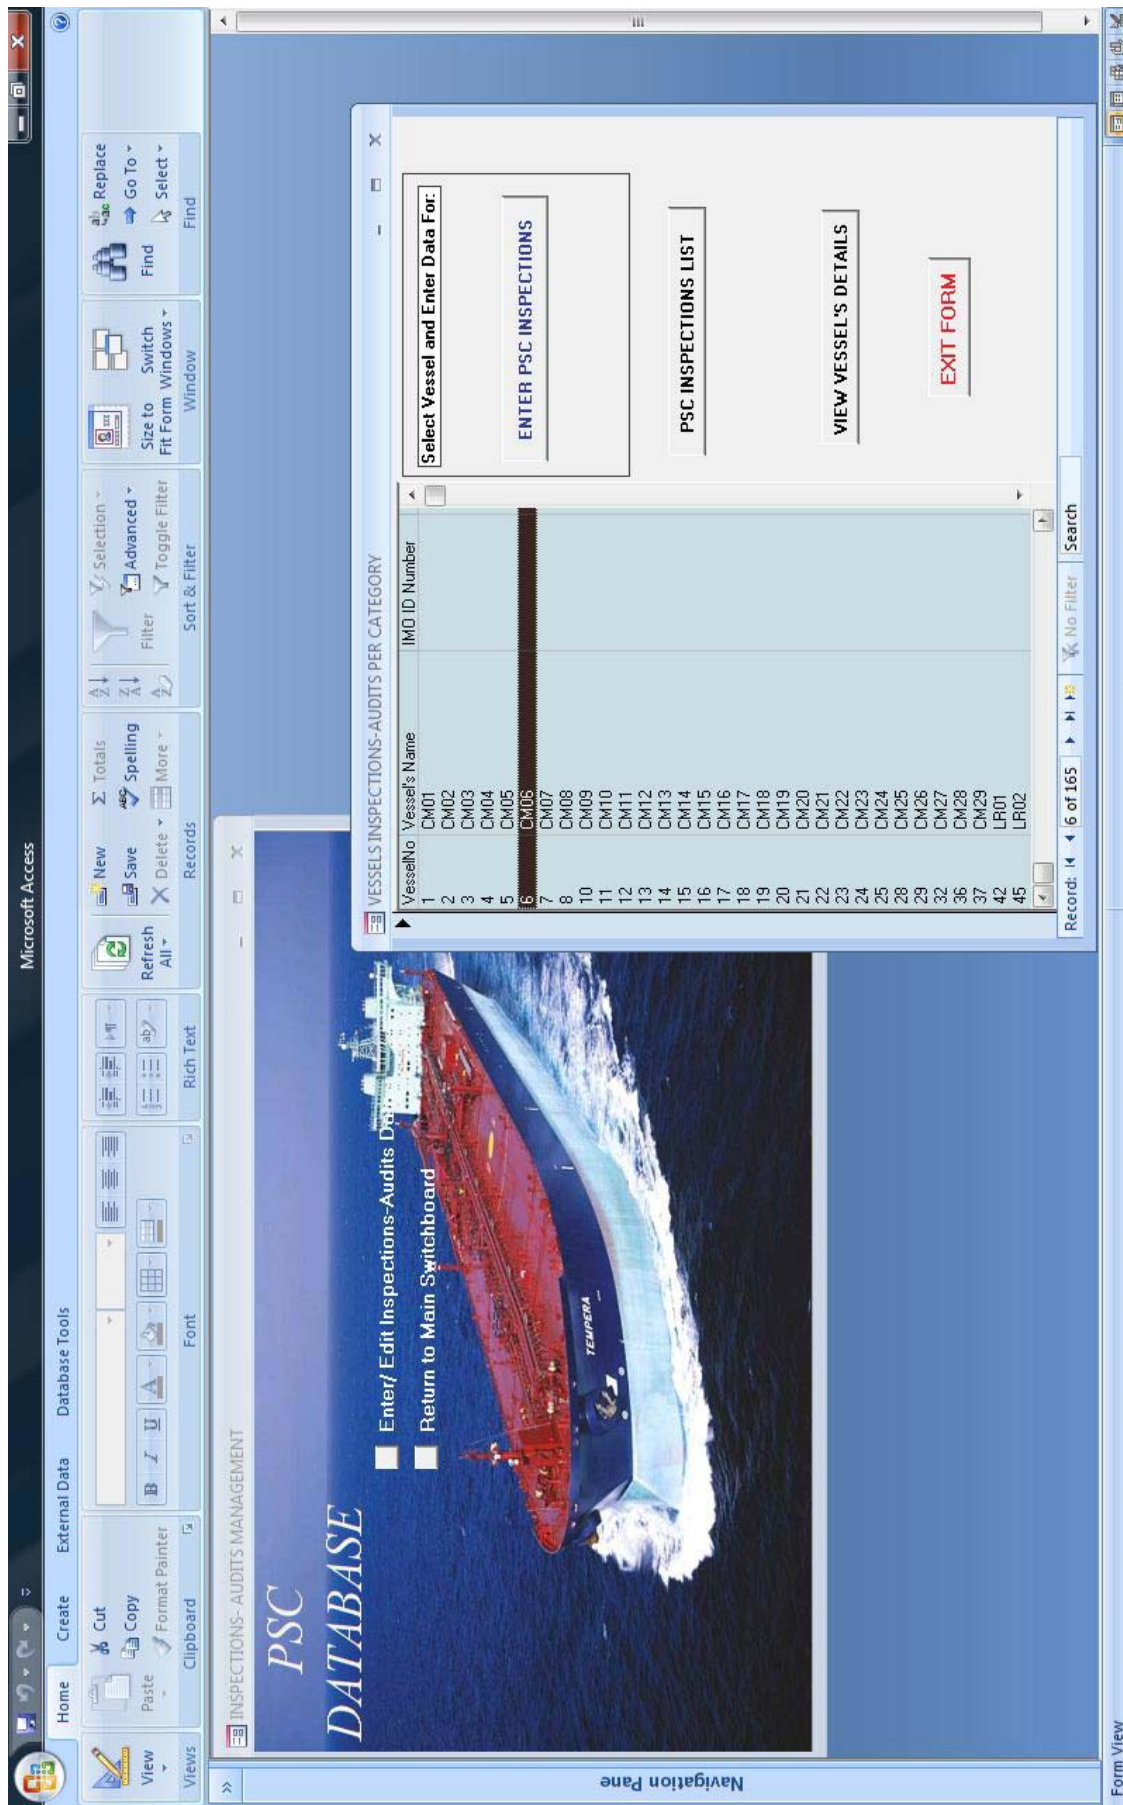 Microsoft Access
Home Create External Data Database Tools
View
Views
Paste
Cut
Copy
Format Painter
Clipboard
B I U A
Font
Rich Text
Refresh
All
New
Save
Delete
Totals
Spelling
More
Records
Filter
Selection
Advanced
Toggle Filter
Sort & Filter
Size to
Fit Form
Switch
Windows
Window
Find
Replace
Go To
Select
Find
Navigation Pane
INSPECTIONS- AUDITS MANAGEMENT
PSC
DATABASE
Enter/ Edit Inspections-Audits
Return to Main Switchboard
TEMPERA
VESSELS INSPECTIONS-AUDITS PER CATEGORY
VesselNo Vessel's Name IMO ID Number
1 CM01
2 CM02
3 CM03
4 CM04
5 CM05
6 CM06
7 CM07
8 CM08
10 CM09
11 CM10
12 CM11
13 CM12
14 CM13
15 CM14
16 CM15
17 CM16
18 CM17
19 CM18
20 CM19
21 CM20
22 CM21
23 CM22
24 CM23
25 CM24
28 CM25
29 CM26
32 CM27
36 CM28
37 CM29
42 LR01
45 LR02
Select Vessel and Enter Data For:
ENTER PSC INSPECTIONS
PSC INSPECTIONS LIST
VIEW VESSEL'S DETAILS
EXIT FORM
Record: 6 of 165 No Filter Search
Form View